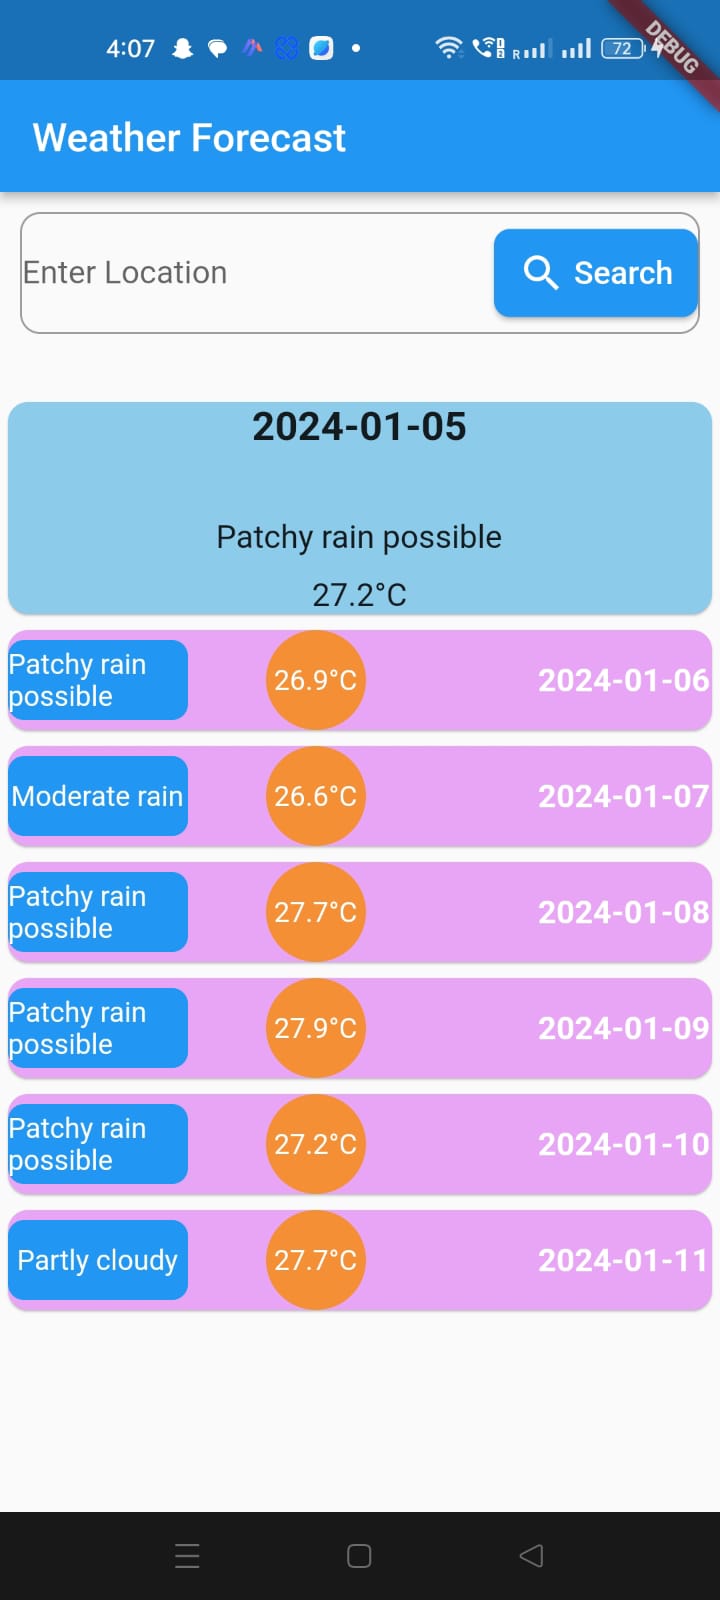 4:07
R
72
DEBUG
Weather Forecast
Enter Location
Search
2024-01-05
Patchy rain possible
27.2°C
Patchy rain
possible
26.9°C
2024-01-06
Moderate rain
26.6°C
2024-01-07
Patchy rain
possible
27.7°C
2024-01-08
Patchy rain
possible
27.9°C
2024-01-09
Patchy rain
possible
27.2°C
2024-01-10
Partly cloudy
27.7°C
2024-01-11